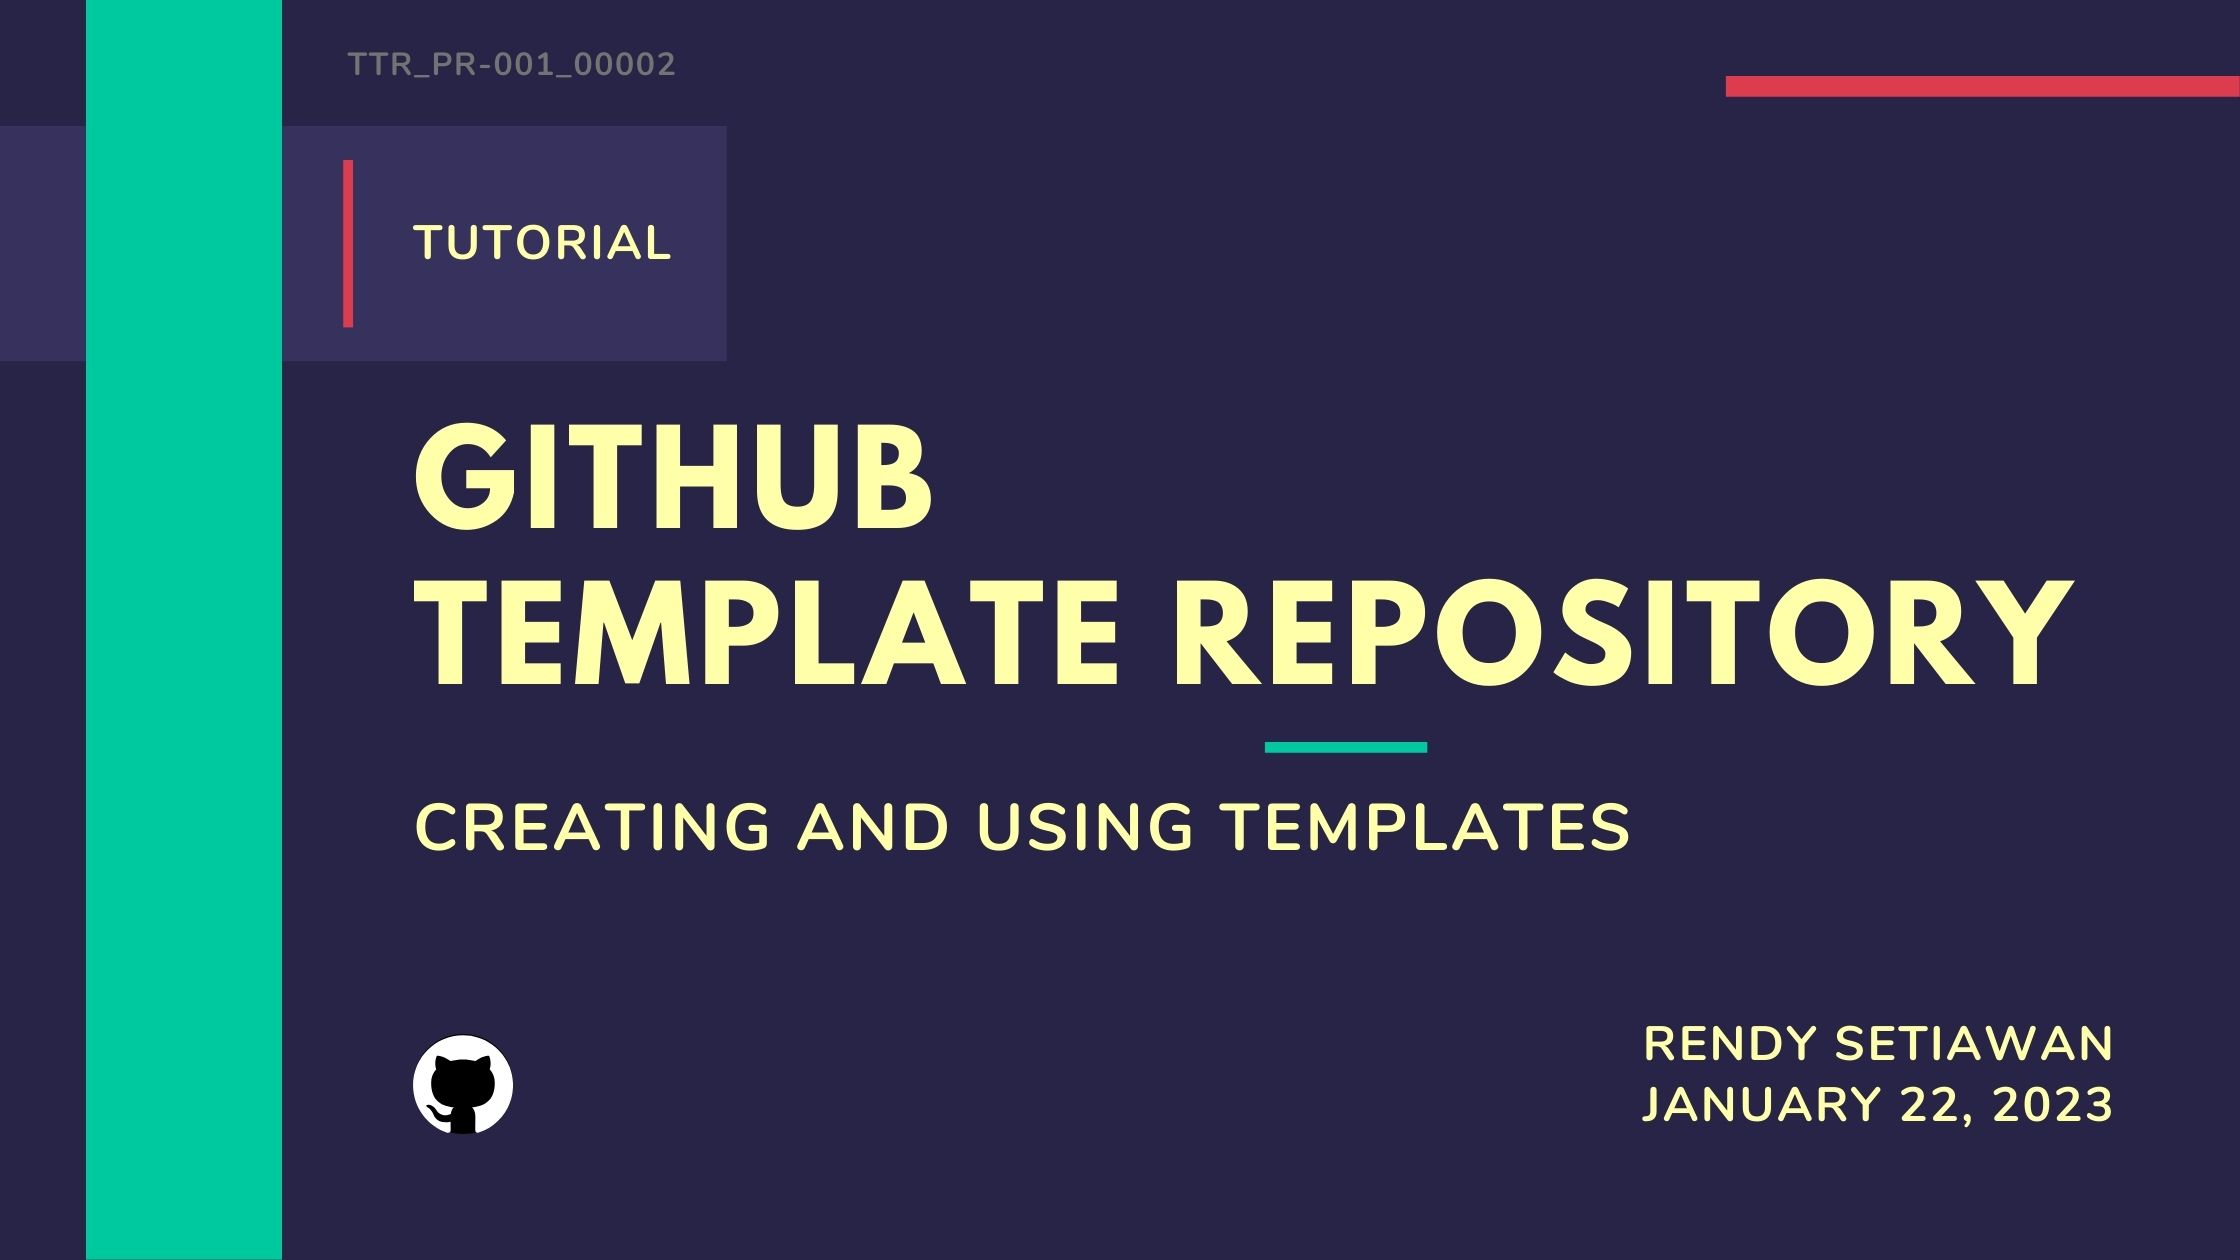 TTR_PR-001_00002
TUTORIAL
GITHUB
TEMPLATE REPOSITORY
CREATING AND USING TEMPLATES
RENDY SETIAWAN
JANUARY 22, 2023